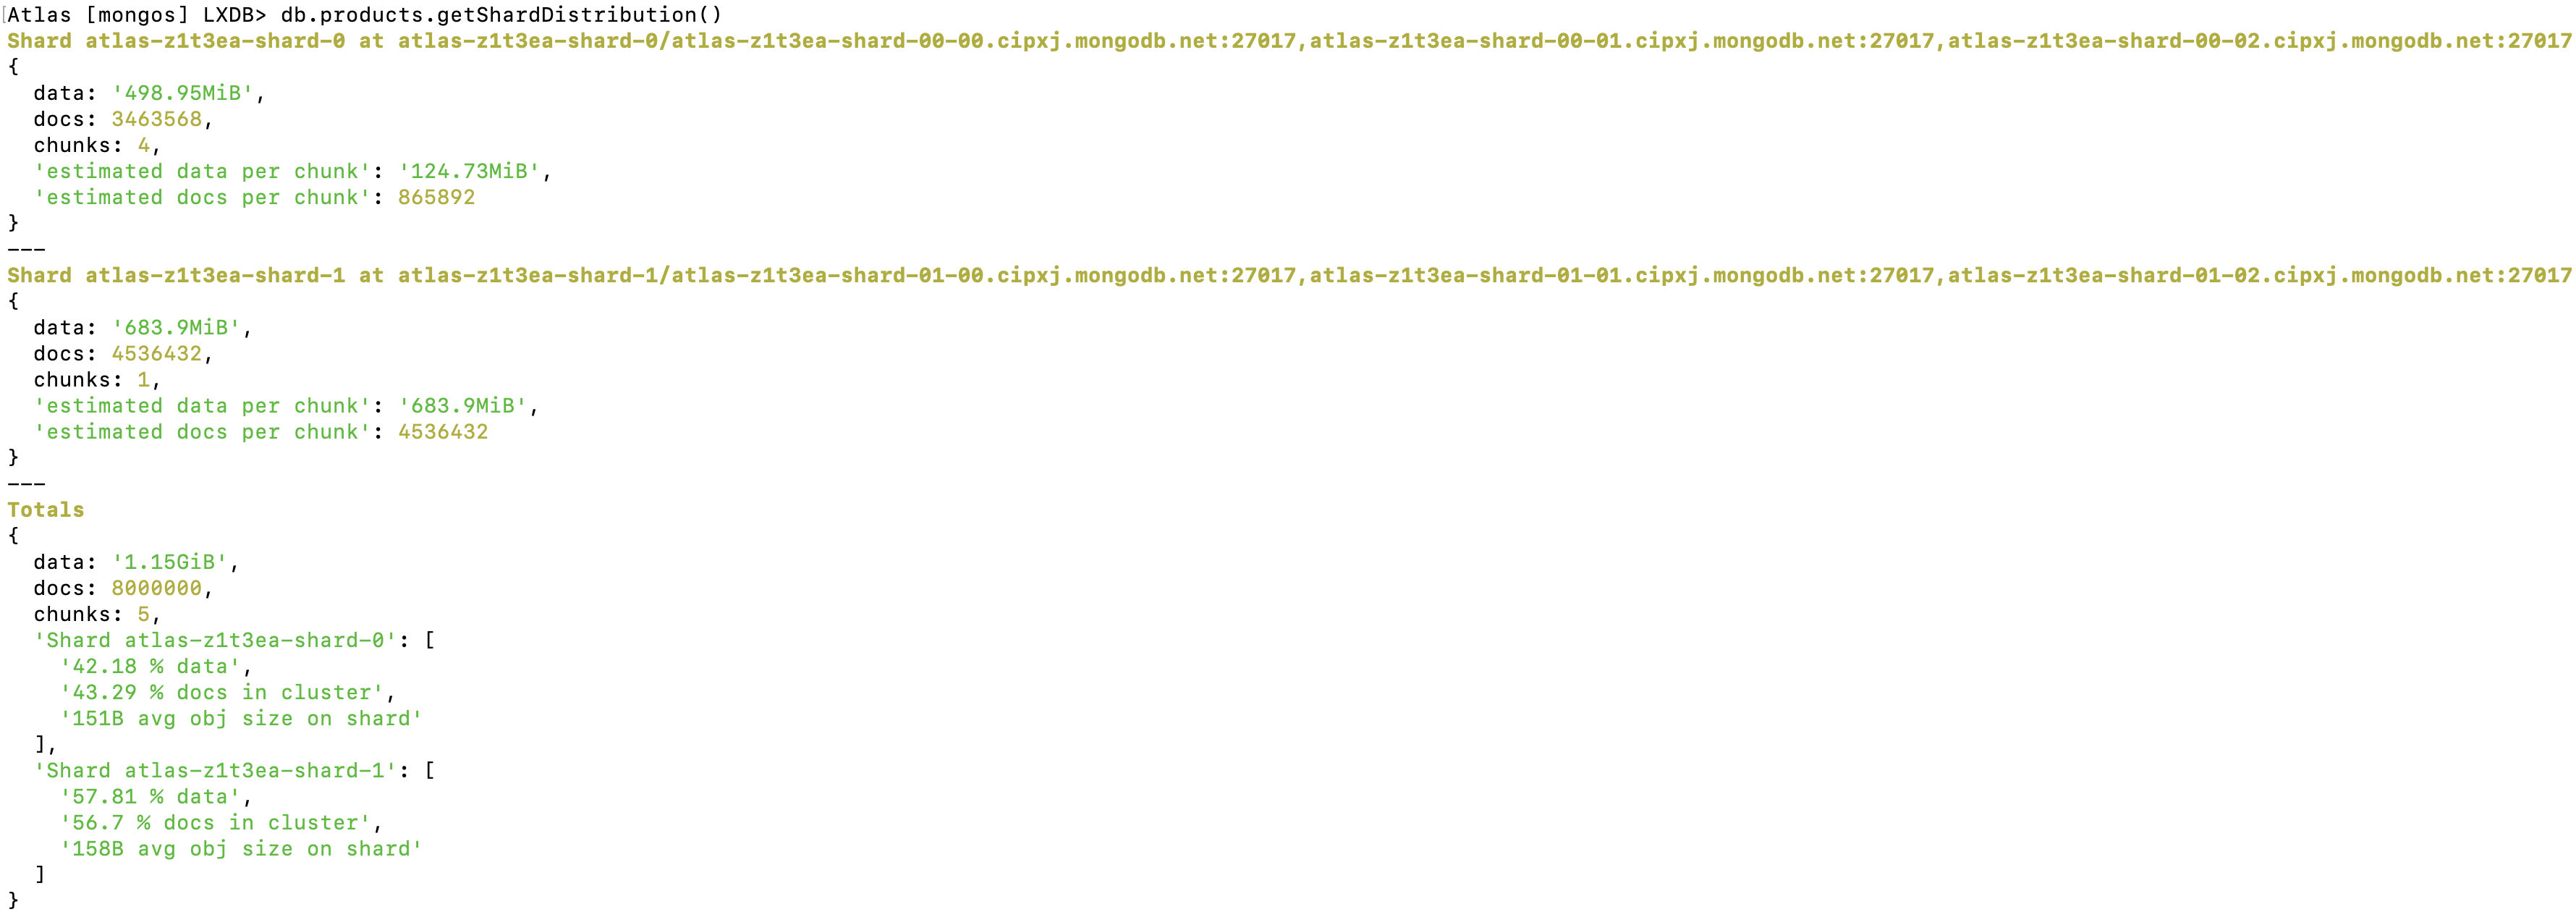 Atlas [mongos] LXDB> db.products.getShardDistribution()
Shard atlas-z1t3ea-shard-0 at atlas-z1t3ea-shard-0/atlas-z1t3ea-shard-00-00.cipxj.mongodb.net:27017,atlas-z1t3ea-shard-00-01.cipxj.mongodb.net:27017,atlas-z1t3ea-shard-00-02.cipxj.mongodb.net:27017
{
  data: '498.95MiB',
  docs: 3463568,
  chunks: 4,
  'estimated data per chunk': '124.73MiB',
  'estimated docs per chunk': 865892
}
---
Shard atlas-z1t3ea-shard-1 at atlas-z1t3ea-shard-1/atlas-z1t3ea-shard-01-00.cipxj.mongodb.net:27017,atlas-z1t3ea-shard-01-01.cipxj.mongodb.net:27017,atlas-z1t3ea-shard-01-02.cipxj.mongodb.net:27017
{
  data: '683.9MiB',
  docs: 4536432,
  chunks: 1,
  'estimated data per chunk': '683.9MiB',
  'estimated docs per chunk': 4536432
}
---
Totals
{
  data: '1.15GiB',
  docs: 8000000,
  chunks: 5,
  'Shard atlas-z1t3ea-shard-0': [
    '42.18 % data',
    '43.29 % docs in cluster',
    '151B avg obj size on shard'
  ],
  'Shard atlas-z1t3ea-shard-1': [
    '57.81 % data',
    '56.7 % docs in cluster',
    '158B avg obj size on shard'
  ]
}